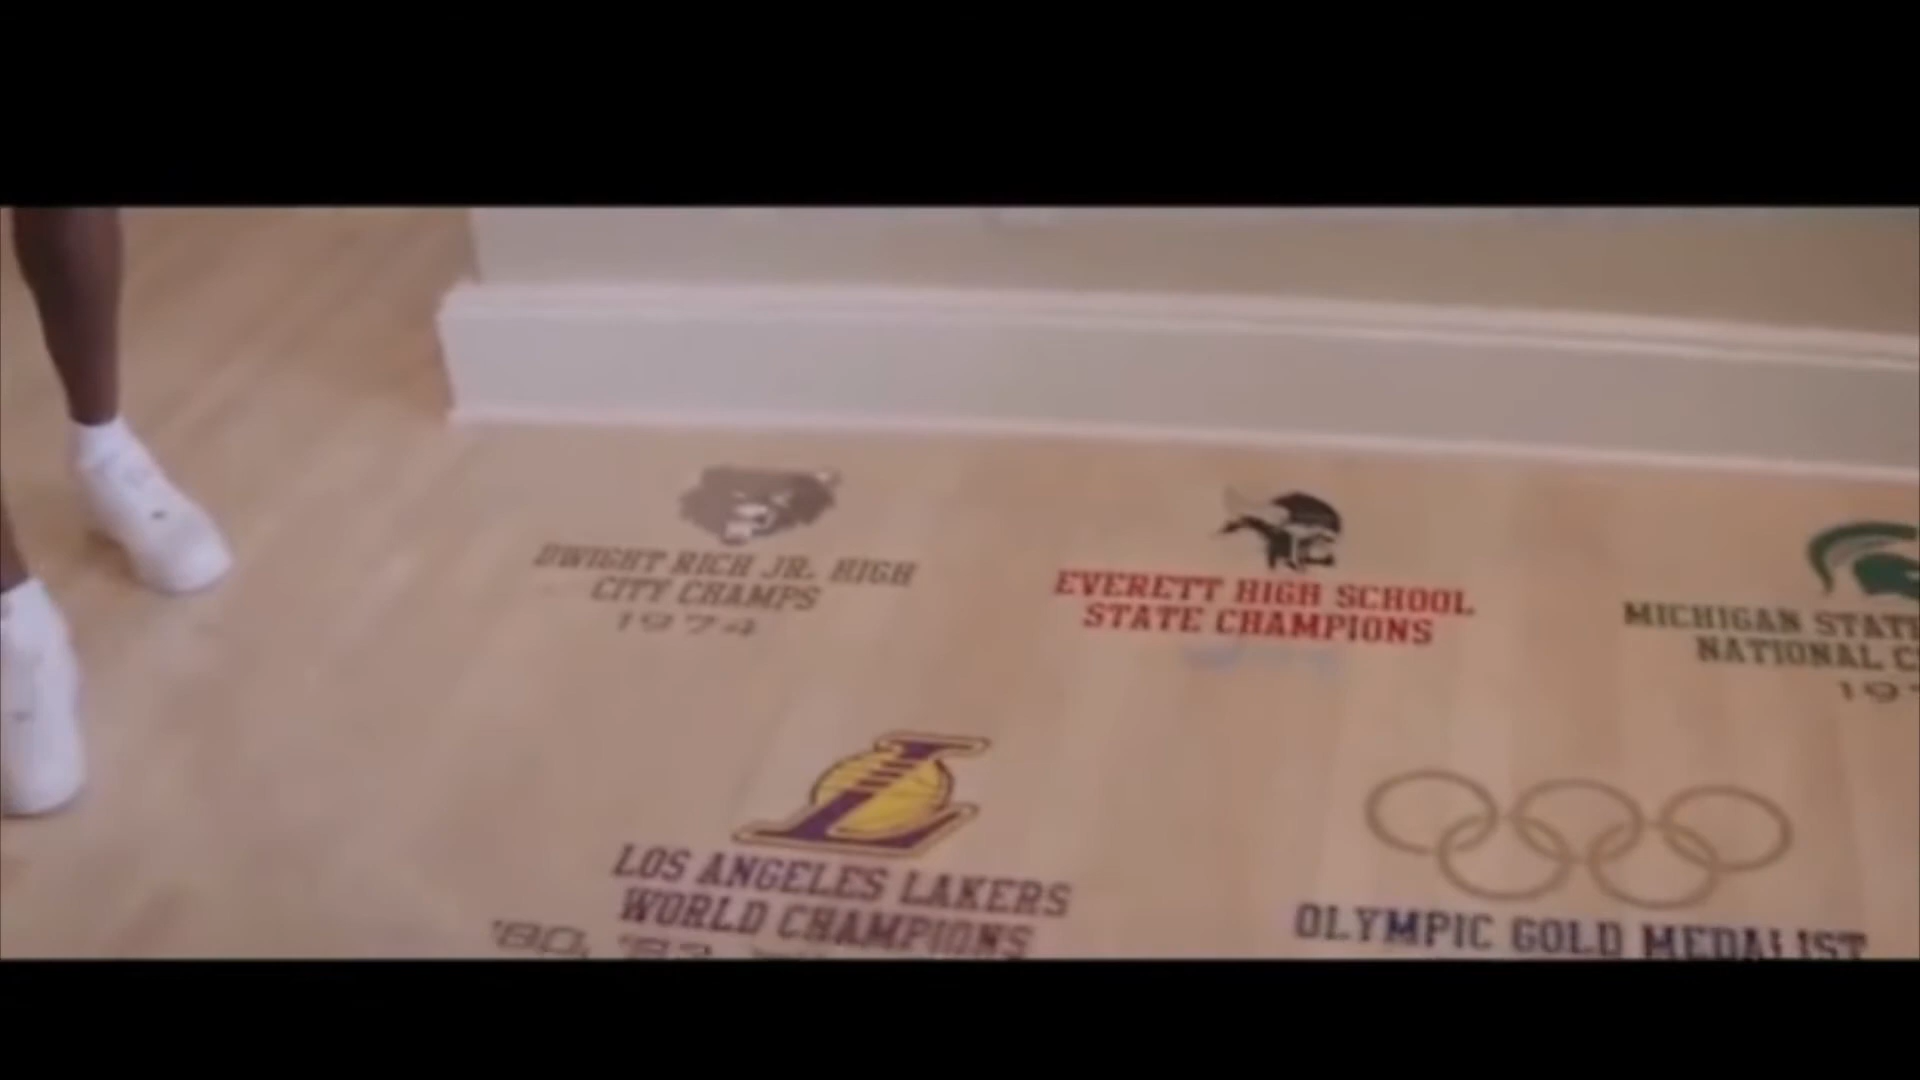 DWIGHT RICH JR. HIGH
CITY CHAMPS
1974
EVERETT HIGH SCHOOL
STATE CHAMPIONS
MICHIGAN STATE
NATIONAL
LOS ANGELES LAKERS
WORLD CHAMPIONS
'80,
OLYMPIC GOLD MEDALIST